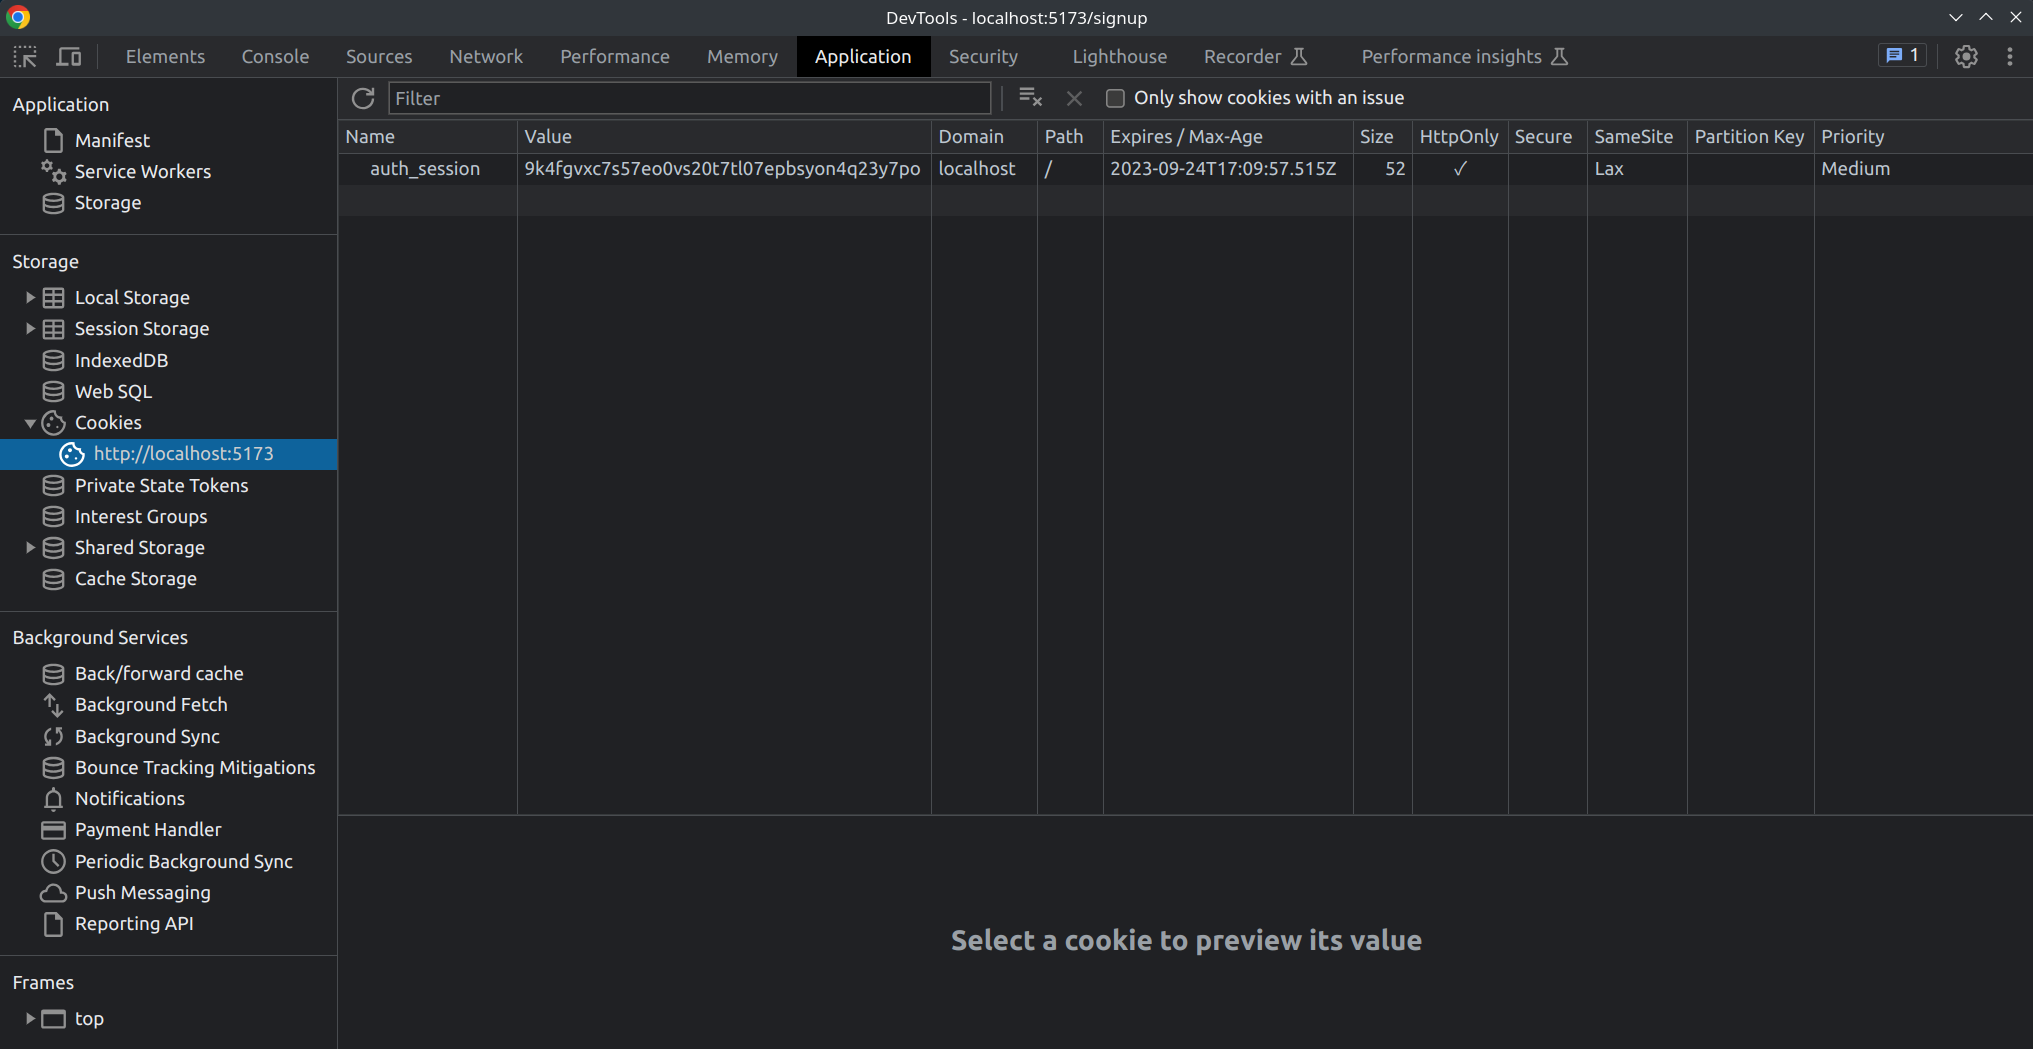 DevTools - localhost:5173/signup
Elements Console Sources Network Performance Memory Application Security Lighthouse Recorder Performance insights 1
Application
Manifest
Service Workers
Storage
Storage
Local Storage
Session Storage
IndexedDB
Web SQL
Cookies
http://localhost:5173
Private State Tokens
Interest Groups
Shared Storage
Cache Storage
Background Services
Back/forward cache
Background Fetch
Background Sync
Bounce Tracking Mitigations
Notifications
Payment Handler
Periodic Background Sync
Push Messaging
Reporting API
Frames
top
Filter Only show cookies with an issue
Name Value Domain Path Expires / Max-Age Size HttpOnly Secure SameSite Partition Key Priority
auth_session 9k4fgvxc7s57eo0vs20t7tl07epbsyon4q23y7po localhost / 2023-09-24T17:09:57.515Z 52 ✓ Lax Medium
Select a cookie to preview its value